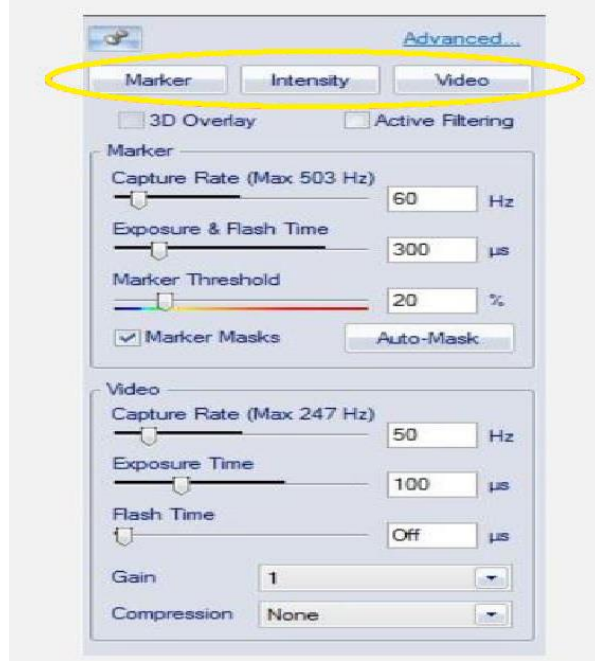 Advanced...
Marker Intensity Video
3D Overlay Active Filtering
Marker
Capture Rate (Max 503 Hz)
60 Hz
Exposure & Flash Time
300 µs
Marker Threshold
20 %
Marker Masks Auto-Mask
Video
Capture Rate (Max 247 Hz)
50 Hz
Exposure Time
100 µs
Flash Time
Off µs
Gain 1
Compression None